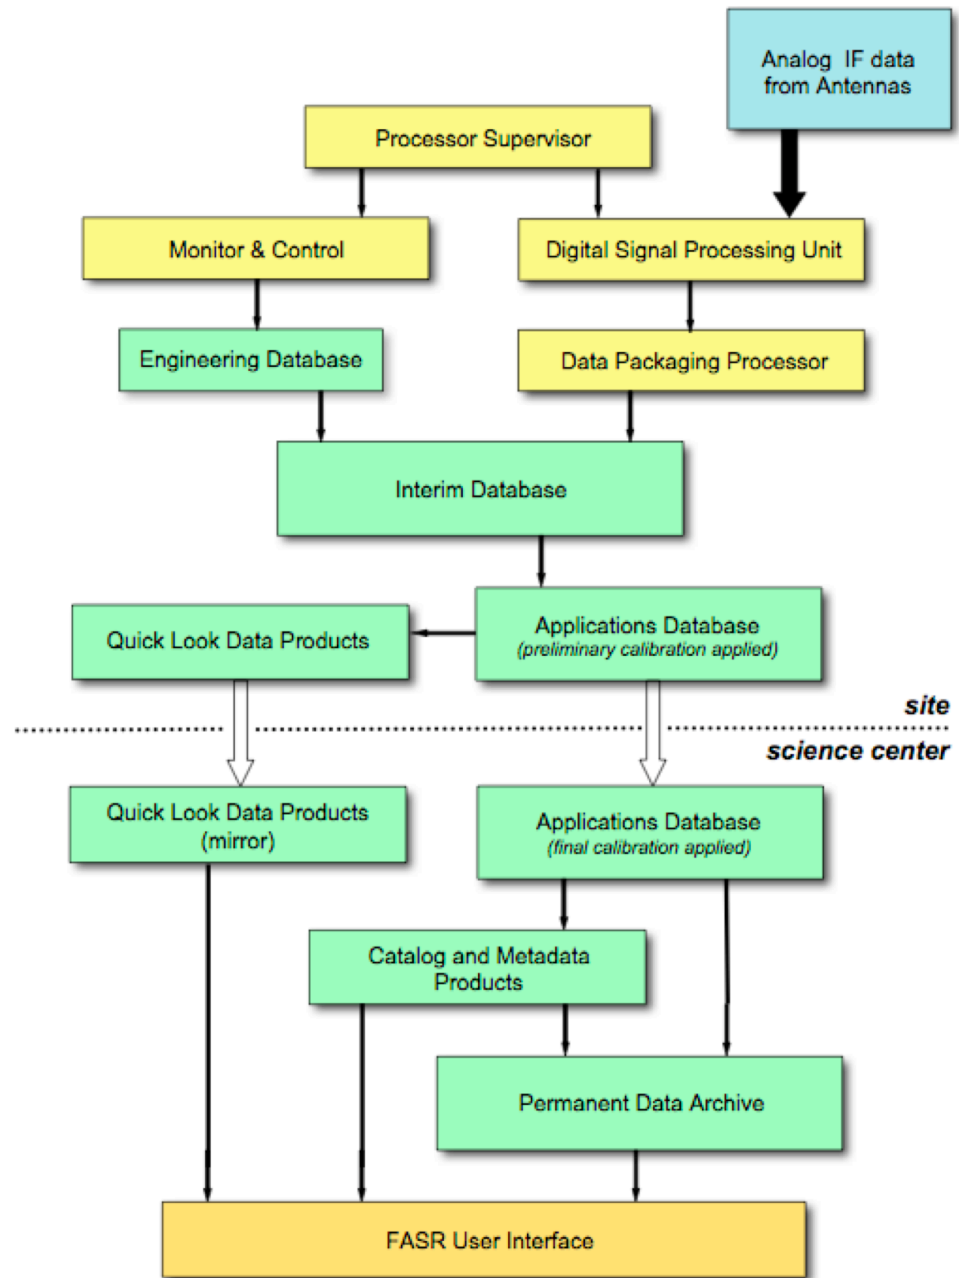 Analog IF data
from Antennas
Processor Supervisor
Monitor & Control
Digital Signal Processing Unit
Engineering Database
Data Packaging Processor
Interim Database
Quick Look Data Products
Applications Database
(preliminary calibration applied)
site
science center
Quick Look Data Products
(mirror)
Applications Database
(final calibration applied)
Catalog and Metadata
Products
Permanent Data Archive
FASR User Interface